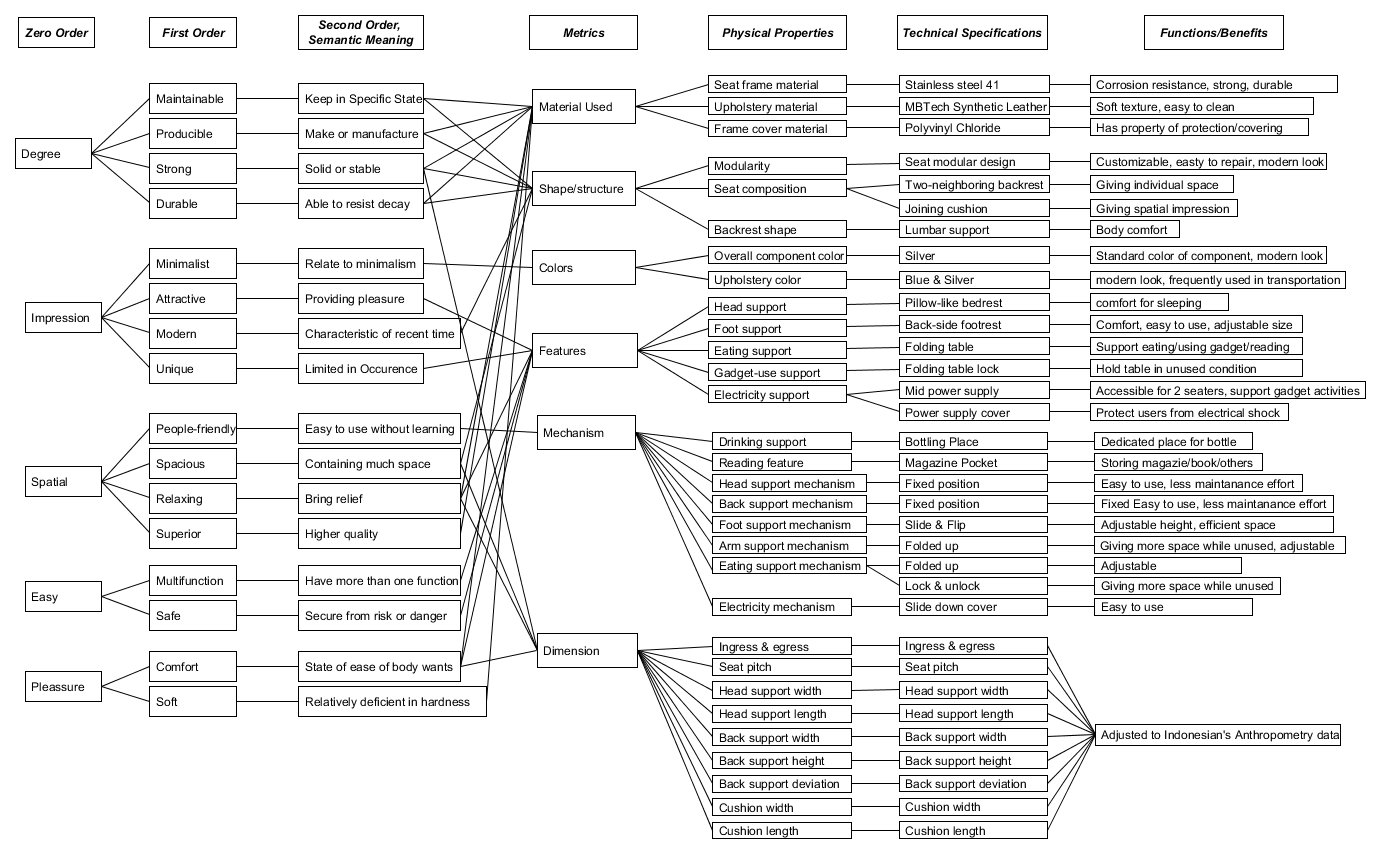 Zero Order
First Order
Second Order,
Semantic Meaning
Metrics
Physical Properties
Technical Specifications
Functions/Benefits
Degree
Maintainable
Producible
Strong
Durable
Keep in Specific State
Make or manufacture
Solid or stable
Able to resist decay
Impression
Minimalist
Attractive
Modern
Unique
Relate to minimalism
Providing pleasure
Characteristic of recent time
Limited in Occurence
Spatial
People-friendly
Spacious
Relaxing
Superior
Easy to use without learning
Containing much space
Bring relief
Higher quality
Easy
Multifunction
Safe
Have more than one function
Secure from risk or danger
Pleassure
Comfort
Soft
State of ease of body wants
Relatively deficient in hardness
Material Used
Seat frame material
Stainless steel 41
Corrosion resistance, strong, durable
Upholstery material
MBTech Synthetic Leather
Soft texture, easy to clean
Frame cover material
Polyvinyl Chloride
Has property of protection/covering
Shape/structure
Modularity
Seat modular design
Customizable, easty to repair, modern look
Seat composition
Two-neighboring backrest
Giving individual space
Joining cushion
Giving spatial impression
Backrest shape
Lumbar support
Body comfort
Colors
Overall component color
Silver
Standard color of component, modern look
Upholstery color
Blue & Silver
modern look, frequently used in transportation
Features
Head support
Pillow-like bedrest
comfort for sleeping
Foot support
Back-side footrest
Comfort, easy to use, adjustable size
Eating support
Folding table
Support eating/using gadget/reading
Gadget-use support
Folding table lock
Hold table in unused condition
Electricity support
Mid power supply
Accessible for 2 seaters, support gadget activities
Power supply cover
Protect users from electrical shock
Mechanism
Drinking support
Bottling Place
Dedicated place for bottle
Reading feature
Magazine Pocket
Storing magazie/book/others
Head support mechanism
Fixed position
Easy to use, less maintanance effort
Back support mechanism
Fixed position
Fixed Easy to use, less maintanance effort
Foot support mechanism
Slide & Flip
Adjustable height, efficient space
Arm support mechanism
Folded up
Giving more space while unused, adjustable
Eating support mechanism
Folded up
Adjustable
Lock & unlock
Giving more space while unused
Electricity mechanism
Slide down cover
Easy to use
Dimension
Ingress & egress
Ingress & egress
Seat pitch
Seat pitch
Head support width
Head support width
Head support length
Head support length
Back support width
Back support width
Back support height
Back support height
Back support deviation
Back support deviation
Cushion width
Cushion width
Cushion length
Cushion length
Adjusted to Indonesian's Anthropometry data